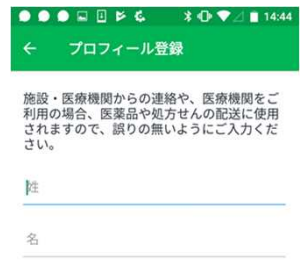 14:44
プロフィール登録
施設・医療機関からの連絡や、医療機関をご
利用の場合、医薬品や処方せんの配送に使用
されますので、誤りの無いようにご入力くだ
さい。
姓
名